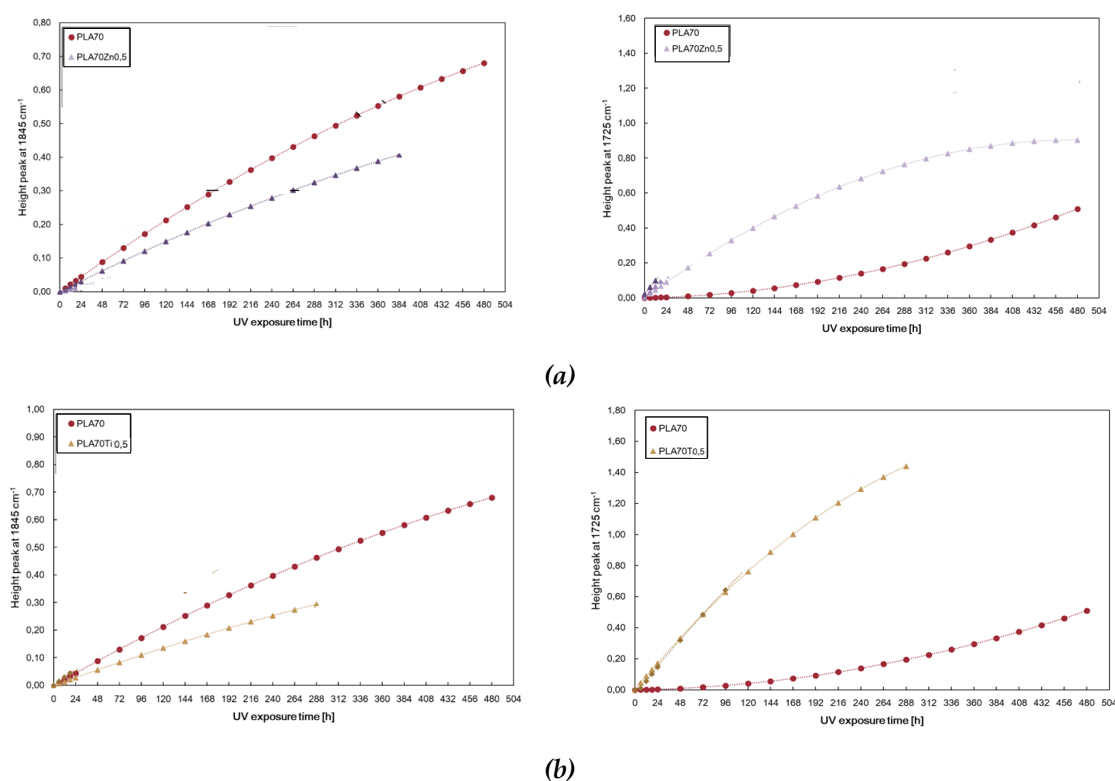 0,80
0,70
0,60
0,50
0,40
0,30
0,20
0,10
0,00
Height peak at 1845 cm⁻¹
PLA70
PLA70Zn0,5
0 24 48 72 96 120 144 168 192 216 240 264 288 312 336 360 384 408 432 456 480 504
UV exposure time [h]
1,60
1,40
1,20
1,00
0,80
0,60
0,40
0,20
0,00
Height peak at 1725 cm⁻¹
PLA70
PLA70Zn0,5
0 24 48 72 96 120 144 168 192 216 240 264 288 312 336 360 384 408 432 456 480 504
UV exposure time [h]
(a)
1,00
0,90
0,80
0,70
0,60
0,50
0,40
0,30
0,20
0,10
0,00
Height peak at 1845 cm⁻¹
PLA70
PLA70Ti 0,5
0 24 48 72 96 120 144 168 192 216 240 264 288 312 336 360 384 408 432 456 480 504
UV exposure time [h]
1,80
1,60
1,40
1,20
1,00
0,80
0,60
0,40
0,20
0,00
Height peak at 1725 cm⁻¹
PLA70
PLA70T0,5
0 24 48 72 96 120 144 168 192 216 240 264 288 312 336 360 384 408 432 456 480 504
UV exposure time [h]
(b)